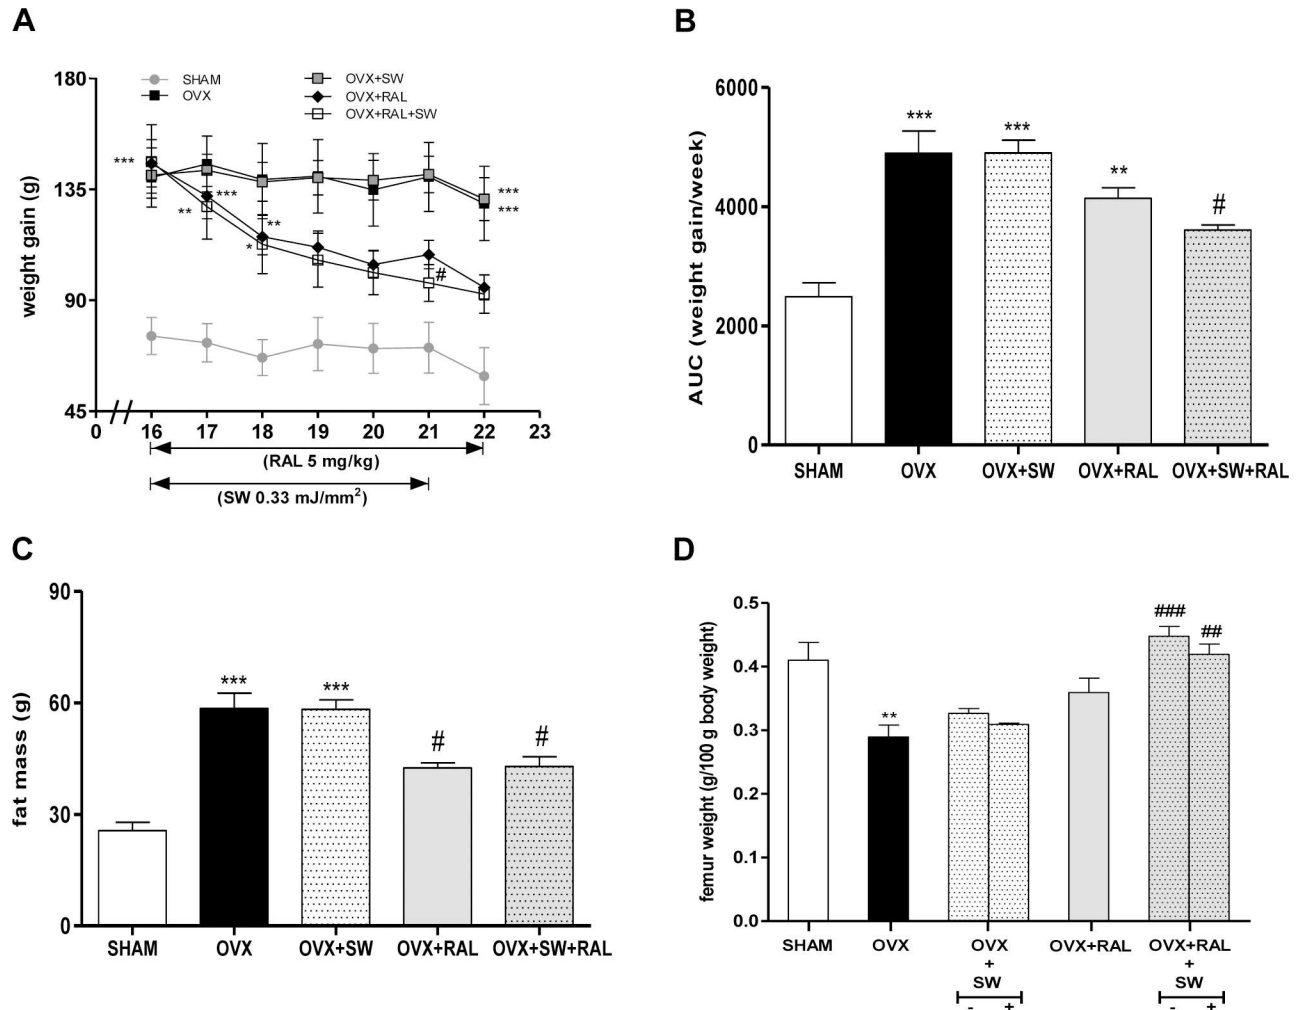 A
SHAM
OVX
OVX+SW
OVX+RAL
OVX+RAL+SW
weight gain (g)
180
135
90
45
***
**
***
*
**
#
***
***
0 16 17 18 19 20 21 22 23
(RAL 5 mg/kg)
(SW 0.33 mJ/mm²)
B
AUC (weight gain/week)
6000
4000
2000
0
***
***
**
#
SHAM OVX OVX+SW OVX+RAL OVX+SW+RAL
C
fat mass (g)
90
60
30
0
***
***
#
#
SHAM OVX OVX+SW OVX+RAL OVX+SW+RAL
D
femur weight (g/100 g body weight)
0.5
0.4
0.3
0.2
0.1
0.0
**
###
##
SHAM OVX OVX OVX+RAL OVX+RAL
+ +
SW SW
- + - +